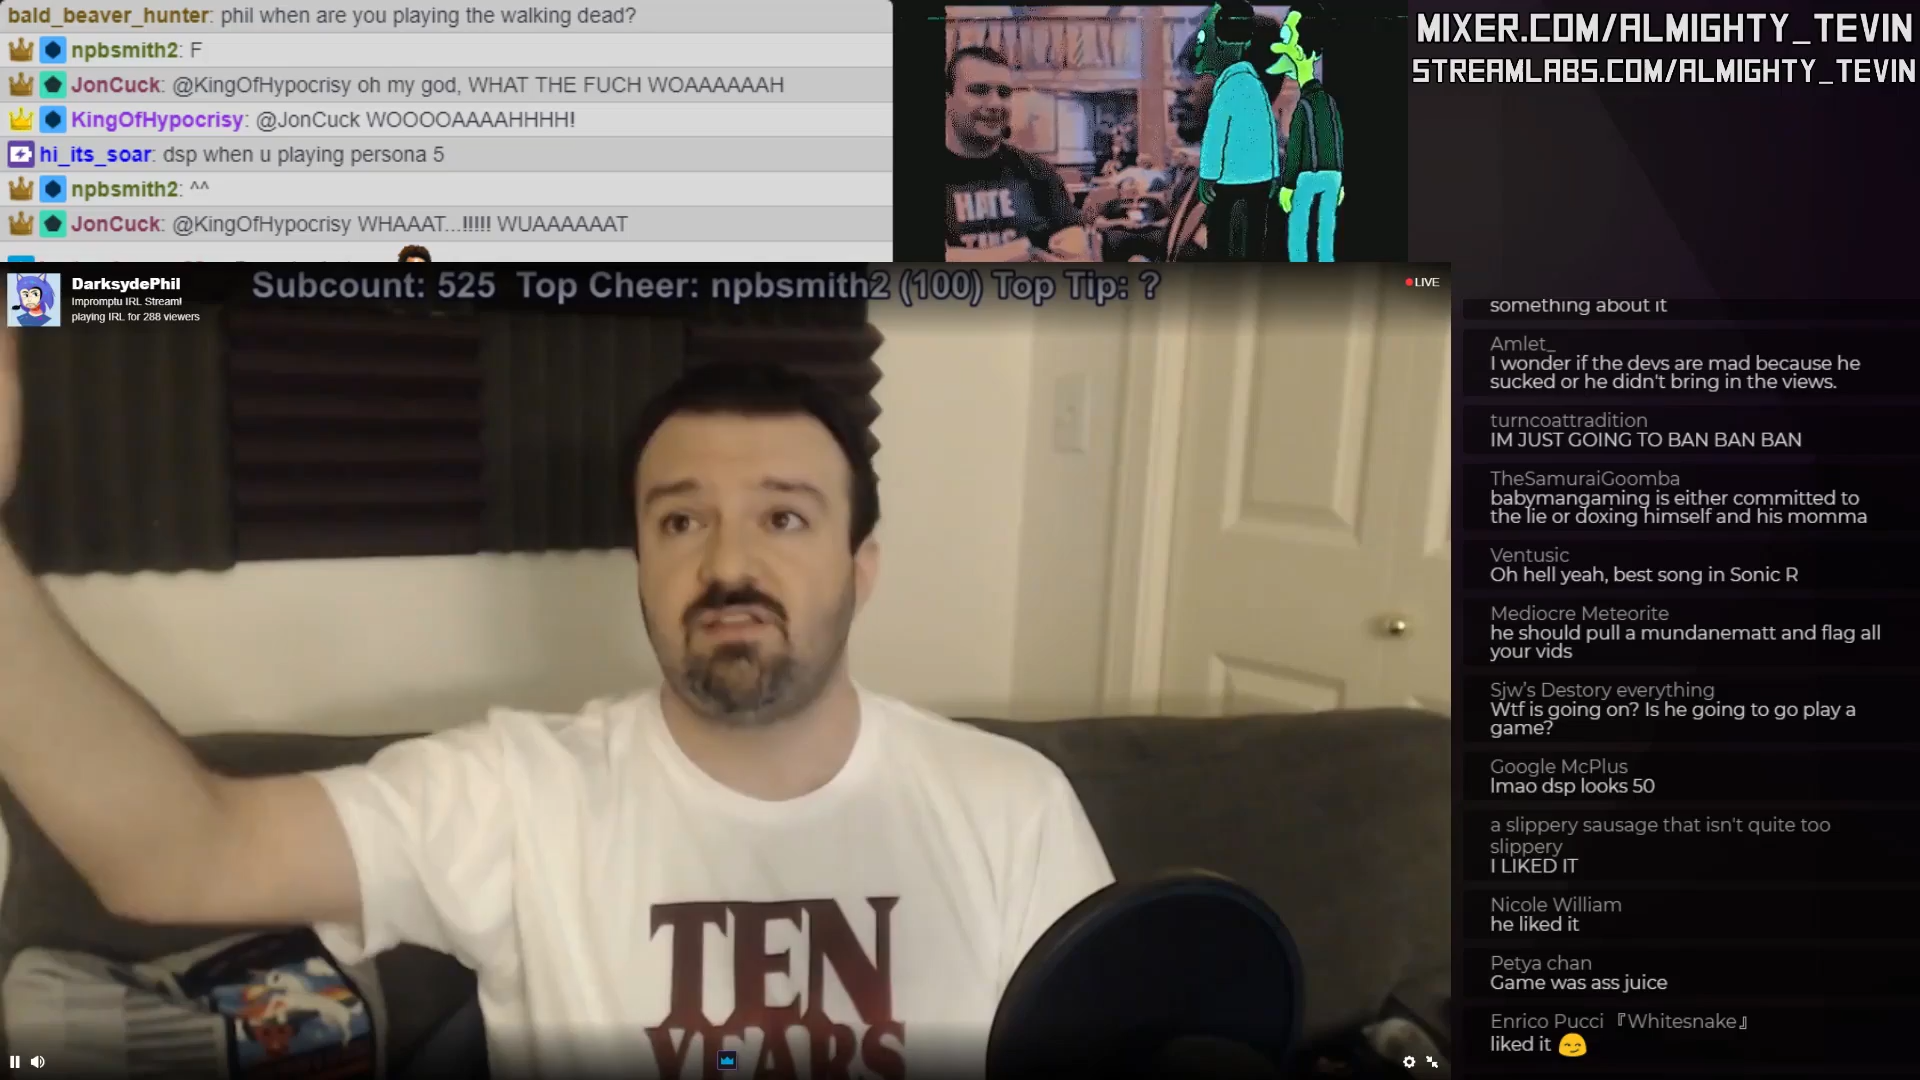 bald_beaver_hunter: phil when are you playing the walking dead?
npbsmith2: F
JonCuck: @KingOfHypocrisy oh my god, WHAT THE FUCH WOAAAAAAH
KingOfHypocrisy: @JonCuck WOOOOAAAAHHHH!
hi_its_soar: dsp when u playing persona 5
npbsmith2: ^^
JonCuck: @KingOfHypocrisy WHAAAT...!!!!! WUAAAAAAT
HATE
MIXER.COM/ALMIGHTY_TEVIN
STREAMLABS.COM/ALMIGHTY_TEVIN
DarksydePhil
Impromptu IRL Stream!
playing IRL for 288 viewers
Subcount: 525 Top Cheer: npbsmith2 (100) Top Tip: ?
LIVE
TEN
YEARS
something about it
Amlet_
I wonder if the devs are mad because he
sucked or he didn't bring in the views.
turncoattradition
IM JUST GOING TO BAN BAN BAN
TheSamuraiGoomba
babymangaming is either committed to
the lie or doxing himself and his momma
Ventusic
Oh hell yeah, best song in Sonic R
Mediocre Meteorite
he should pull a mundanematt and flag all
your vids
Sjw's Destory everything
Wtf is going on? Is he going to go play a
game?
Google McPlus
lmao dsp looks 50
a slippery sausage that isn't quite too
slippery
I LIKED IT
Nicole William
he liked it
Petya chan
Game was ass juice
Enrico Pucci『Whitesnake』
liked it 😏